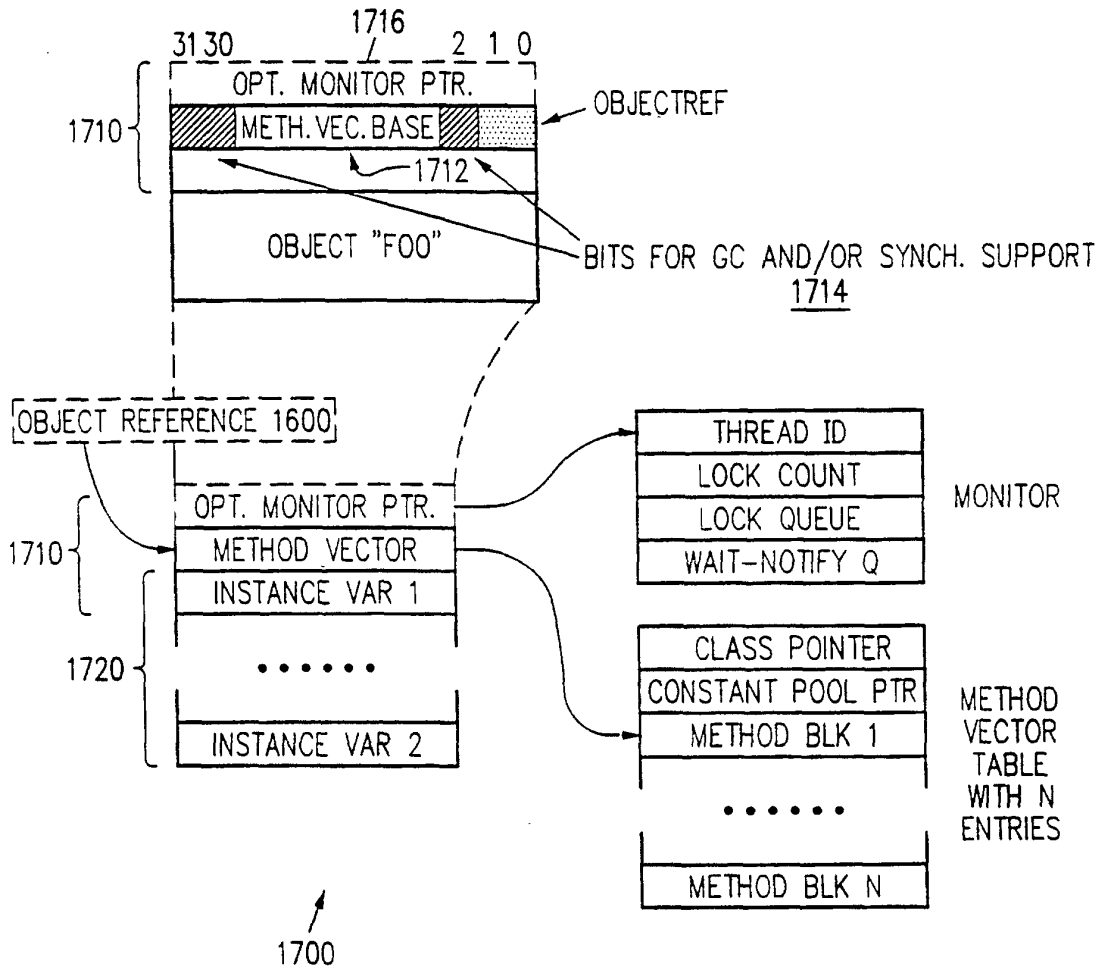 31 30 1716 2 1 0
OPT. MONITOR PTR.
1710
METH. VEC. BASE
OBJECTREF
1712
OBJECT "FOO"
BITS FOR GC AND/OR SYNCH. SUPPORT
1714
OBJECT REFERENCE 1600
OPT. MONITOR PTR.
1710
METHOD VECTOR
INSTANCE VAR 1
1720
• • • • • •
INSTANCE VAR 2
THREAD ID
LOCK COUNT
LOCK QUEUE
WAIT-NOTIFY Q
MONITOR
CLASS POINTER
CONSTANT POOL PTR
METHOD BLK 1
• • • • • •
METHOD BLK N
METHOD
VECTOR
TABLE
WITH N
ENTRIES
1700